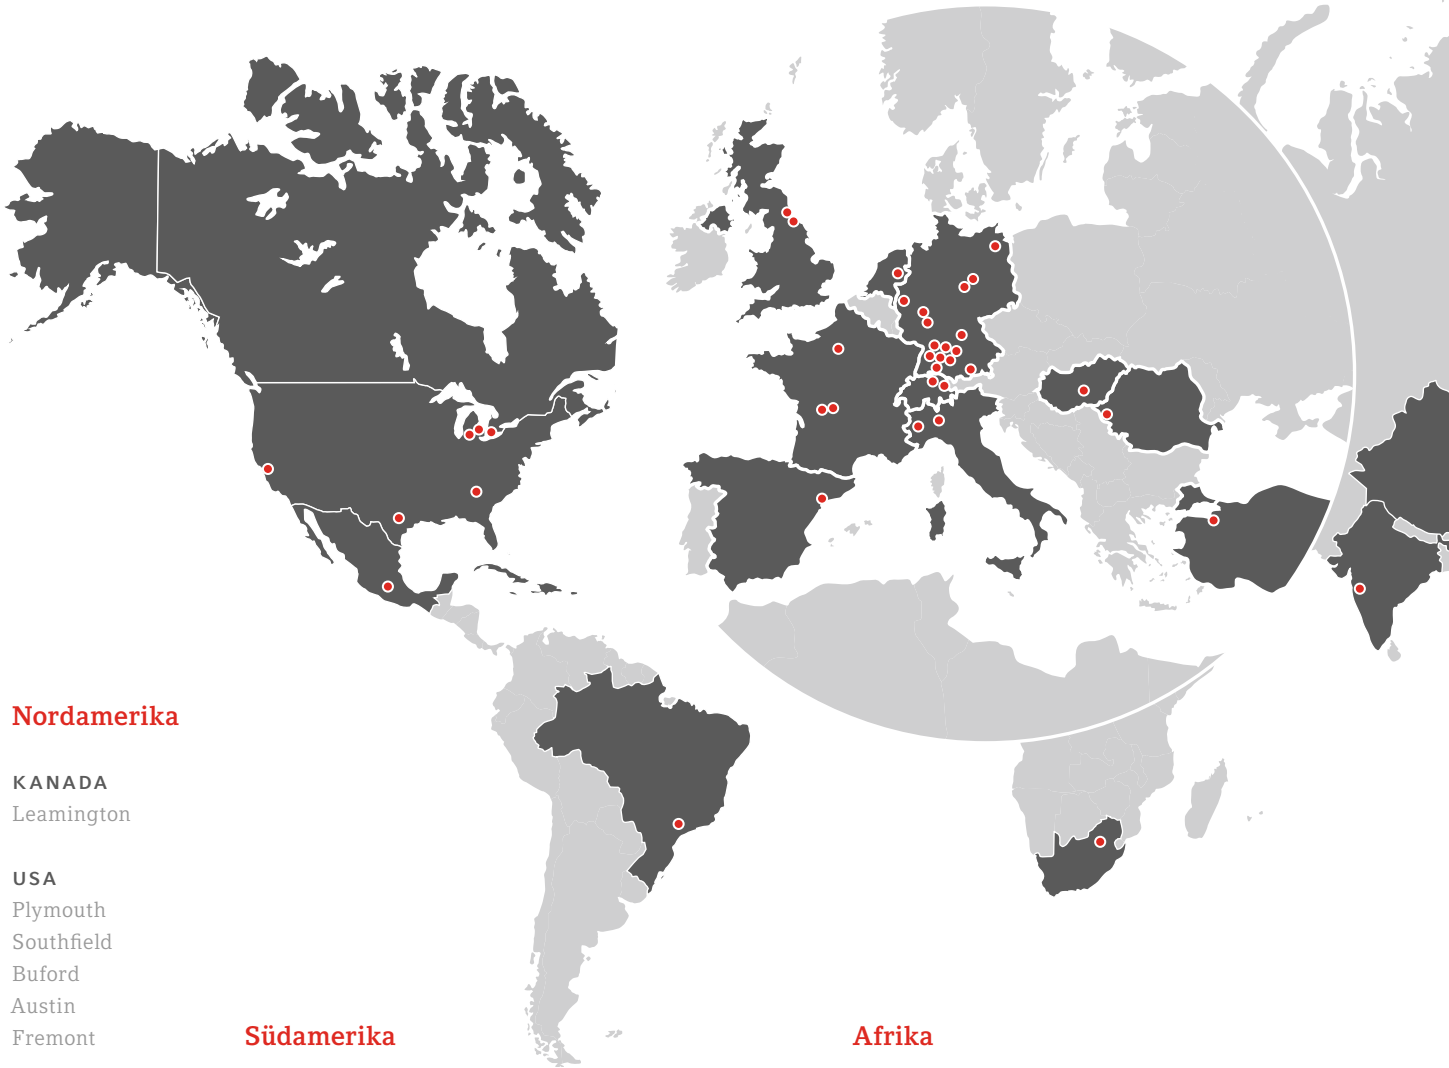 Nordamerika
KANADA
Leamington
USA
Plymouth
Southfield
Buford
Austin
Fremont
Südamerika
Afrika